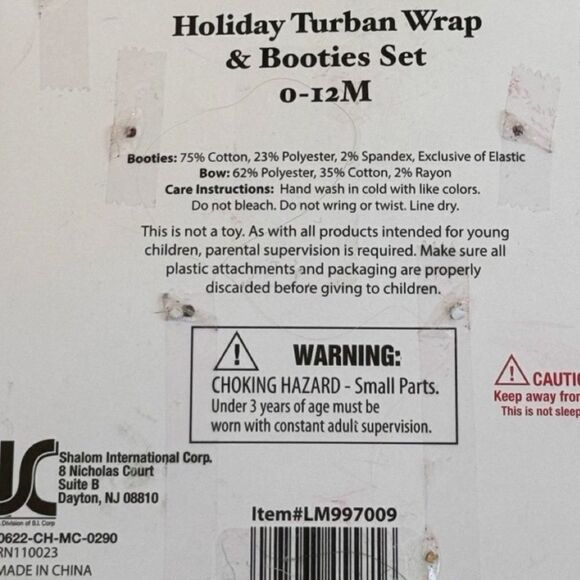 Holiday Turban Wrap
& Booties Set
0-12M
Booties: 75% Cotton, 23% Polyester, 2% Spandex, Exclusive of Elastic
Bow: 62% Polyester, 35% Cotton, 2% Rayon
Care Instructions: Hand wash in cold with like colors.
Do not bleach. Do not wring or twist. Line dry.
This is not a toy. As with all products intended for young
children, parental supervision is required. Make sure all
plastic attachments and packaging are properly
discarded before giving to children.
WARNING:
CHOKING HAZARD - Small Parts.
Under 3 years of age must be
worn with constant adult supervision.
Keep away from
This is not
Shalom International Corp.
8 Nicholas Court
Suite B
Dayton, NJ 08810
Division of S.I. Corp
0622-CH-MC-0290
RN110023
MADE IN CHINA
Item#LM997009